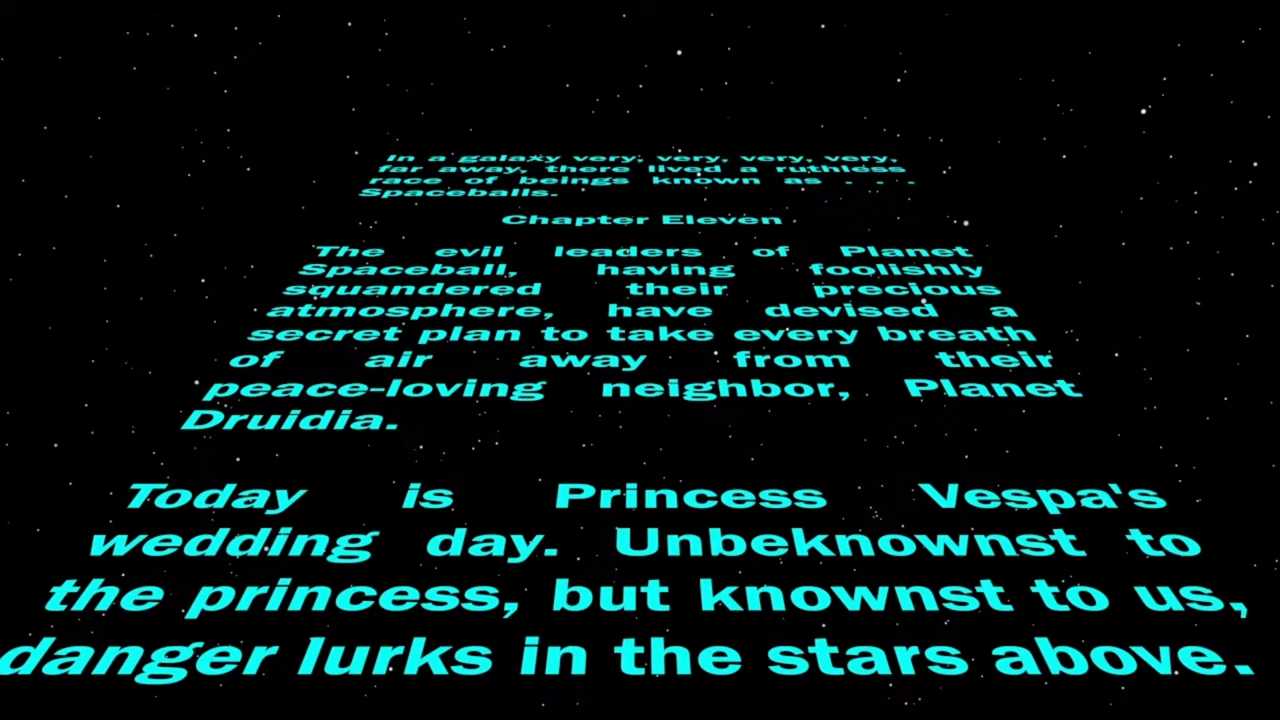 In a galaxy very, very, very, very,
far away, there lived a ruthless
race of beings known as . . .
Spaceballs.
Chapter Eleven
The evil leaders of Planet
Spaceball, having foolishly
squandered their precious
atmosphere, have devised a
secret plan to take every breath
of air away from their
peace-loving neighbor, Planet
Druidia.
Today is Princess Vespa's
wedding day. Unbeknownst to
the princess, but knownst to us,
danger lurks in the stars above.